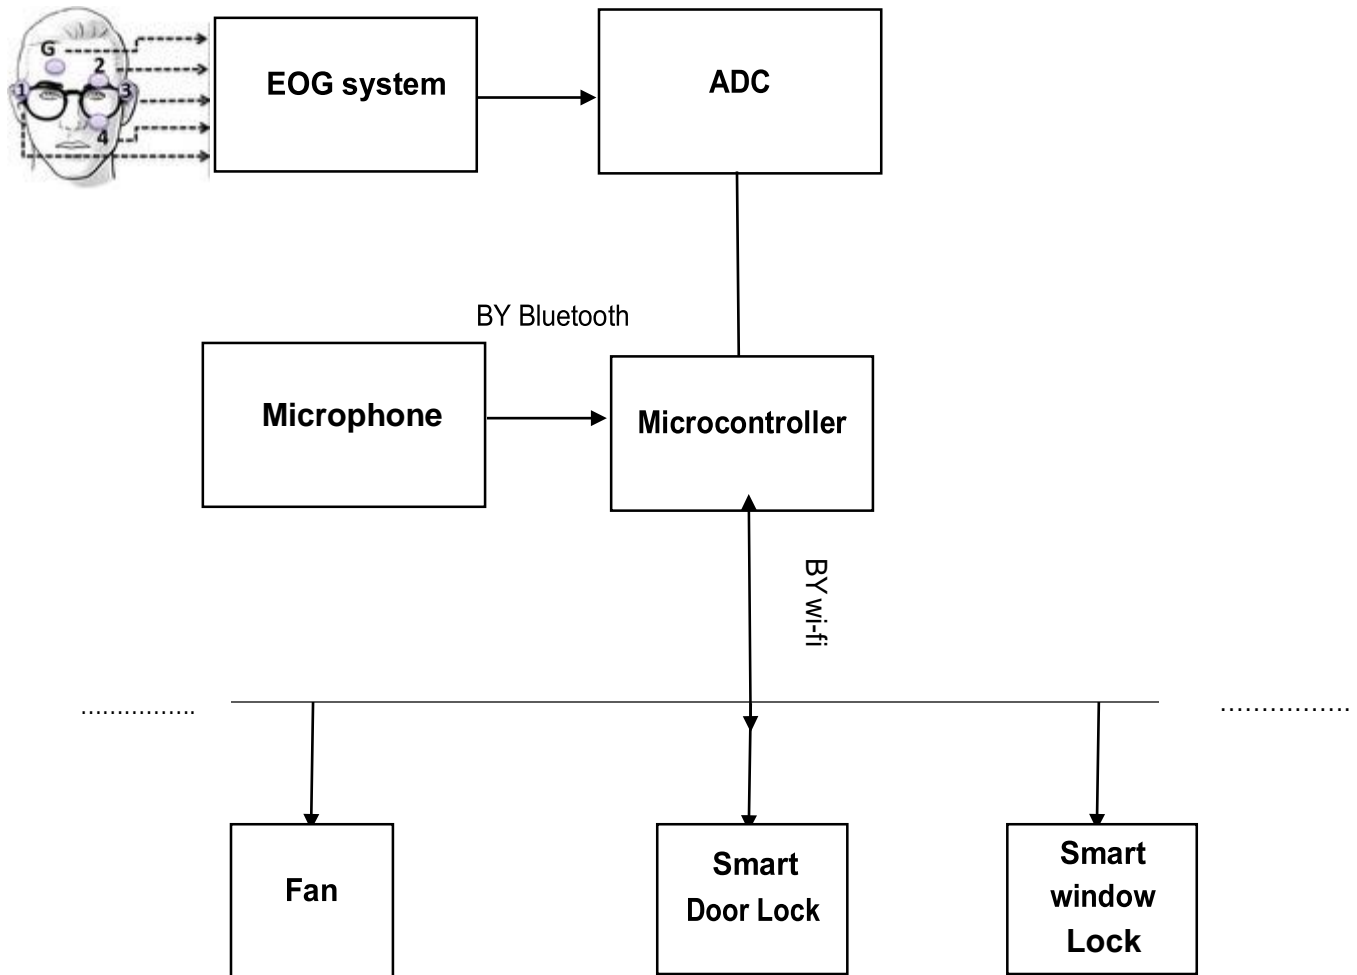 G
2
1
3
4
EOG system
ADC
BY Bluetooth
Microphone
Microcontroller
BY wi-fi
................
................
Fan
Smart
Door Lock
Smart
window
Lock